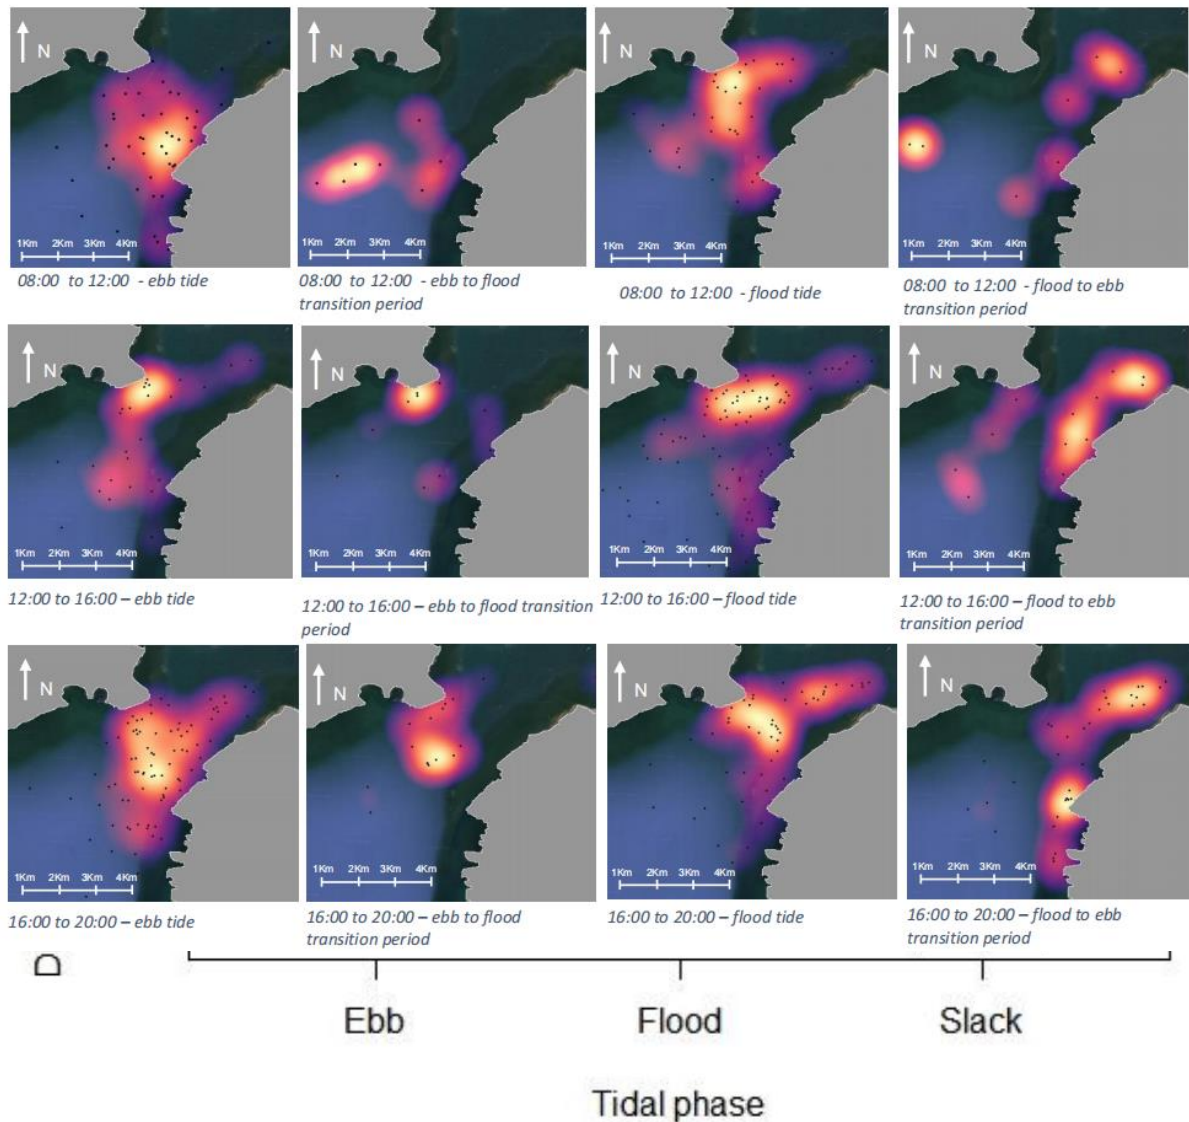 N N N N
1Km 2Km 3Km 4Km 1Km 2Km 3Km 4Km 1Km 2Km 3Km 4Km 1Km 2Km 3Km 4Km
08:00 to 12:00 - ebb tide
08:00 to 12:00 - ebb to flood
transition period
08:00 to 12:00 - flood tide
08:00 to 12:00 - flood to ebb
transition period
N N N N
1Km 2Km 3Km 4Km 1Km 2Km 3Km 4Km 1Km 2Km 3Km 4Km 1Km 2Km 3Km 4Km
12:00 to 16:00 – ebb tide
12:00 to 16:00 – ebb to flood transition
period
12:00 to 16:00 – flood tide
12:00 to 16:00 – flood to ebb
transition period
N N N N
1Km 2Km 3Km 4Km 1Km 2Km 3Km 4Km 1Km 2Km 3Km 4Km 1Km 2Km 3Km 4Km
16:00 to 20:00 – ebb tide
16:00 to 20:00 – ebb to flood
transition period
16:00 to 20:00 – flood tide
16:00 to 20:00 – flood to ebb
transition period
D
Ebb Flood Slack
Tidal phase